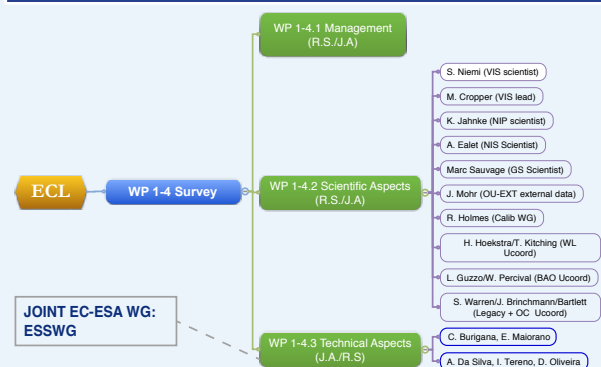 WP 1-4.1 Management
(R.S./J.A)
S. Niemi (VIS scientist)
M. Cropper (VIS lead)
K. Jahnke (NIP scientist)
A. Ealet (NIS Scientist)
Marc Sauvage (GS Scientist)
ECL
WP 1-4 Survey
WP 1-4.2 Scientific Aspects
(R.S./J.A)
J. Mohr (OU-EXT external data)
R. Holmes (Calib WG)
H. Hoekstra/T. Kitching (WL
Ucoord)
L. Guzzo/W. Percival (BAO Ucoord)
S. Warren/J. Brinchmann/Bartlett
(Legacy + OC Ucoord)
JOINT EC-ESA WG:
ESSWG
WP 1-4.3 Technical Aspects
(J.A./R.S)
C. Burigana, E. Maiorano
A. Da Silva, I. Tereno, D. Oliveira